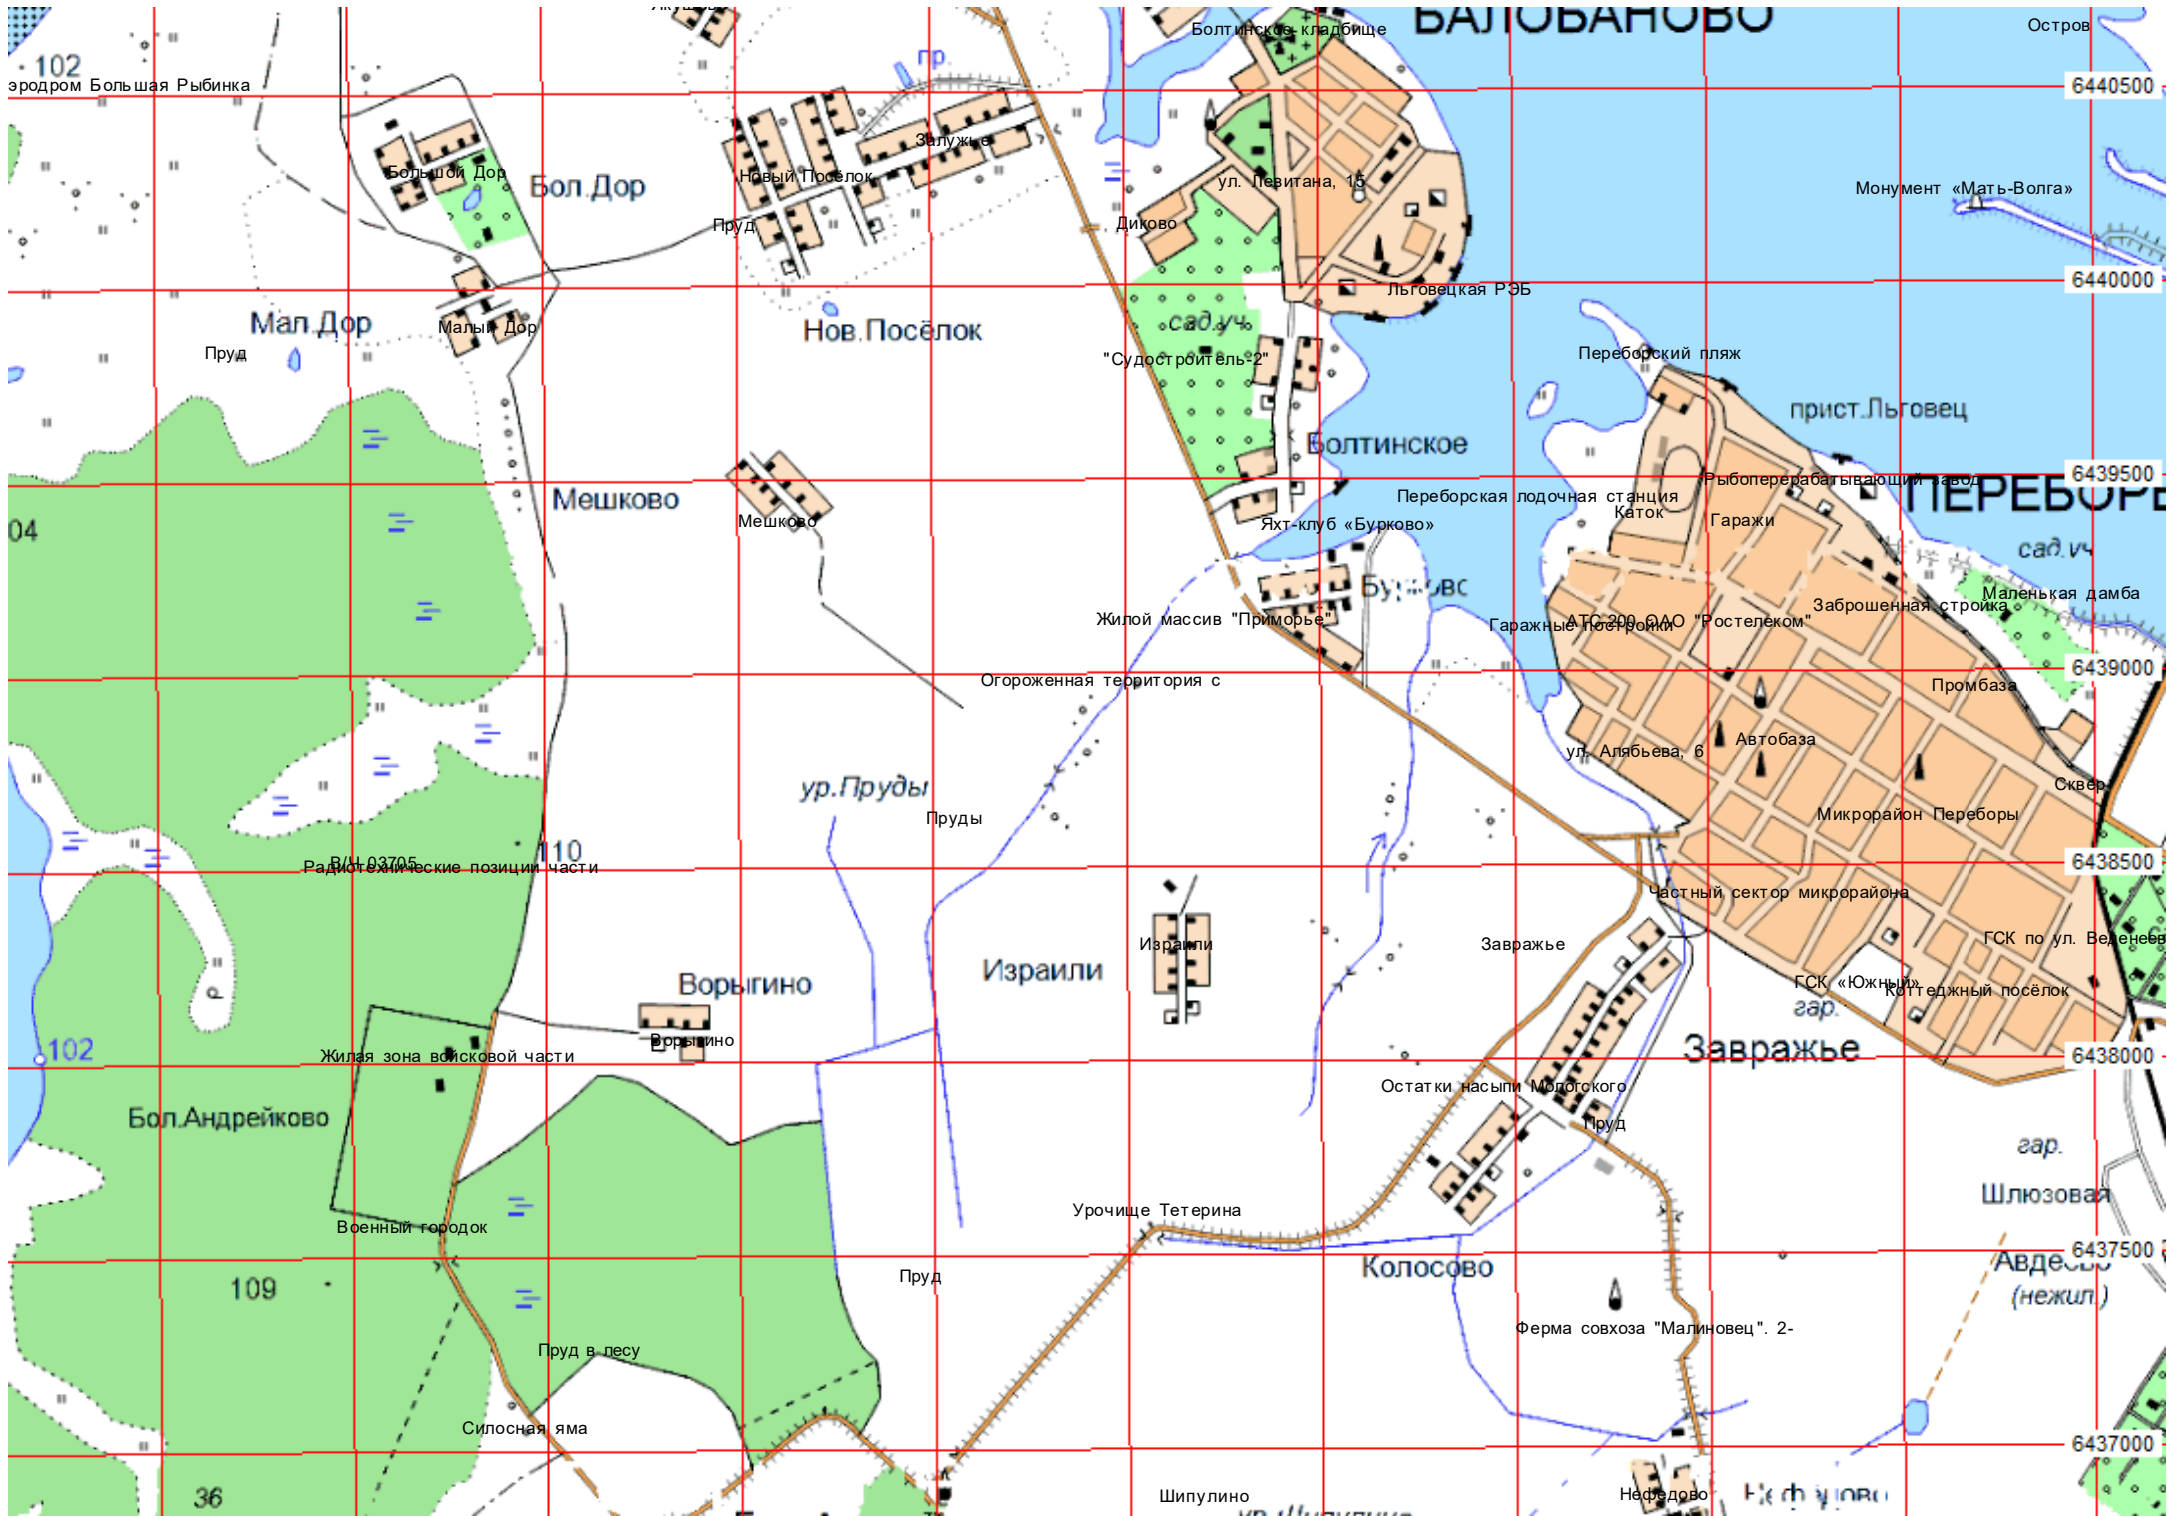 БАЛОБАНОВО
Болтинское кладбище
Остров
102
эродром Большая Рыбинка
пр.
6440500
Залужье
Большой Дор
Бол.Дор
Новый Посёлок
ул. Левитана, 15
Монумент «Мать-Волга»
Пруд
Диково
6440000
Льговецкая РЭБ
Мал.Дор
Малый Дор
Нов.Посёлок
сад.уч.
Пруд
"Судостроитель-2"
Переборский пляж
прист.Льговец
Болтинское
6439500
Рыбоперерабатывающий завод
Мешково
Переборская лодочная станция
ПЕРЕБОРЫ
Каток
Гаражи
Мешково
Яхт-клуб «Бурково»
04
сад.уч
Бурково
Маленькая дамба
Заброшенная стройка
Жилой массив "Приморье"
Гаражные постройки
АТС-200 ОАО "Ростелеком"
6439000
Огороженная территория с
Промбаза
Автобаза
ул. Алябьева, 6
ур.Пруды
Сквер
Пруды
Микрорайон Переборы
110
В/Ч 03705
Радиотехнические позиции части
6438500
Частный сектор микрорайона
Израили
Завражье
ГСК по ул. Веденеев
Израили
Ворыгино
ГСК «Южный»
Коттеджный посёлок
гар.
Ворыгино
102
Жилая зона войсковой части
Завражье
6438000
Остатки насыпи Мологского
Бол.Андрейково
Пруд
гар.
Шлюзовая
Урочище Тетерина
Военный городок
6437500
Колосово
Авдеево
Пруд
109
(нежил.)
Ферма совхоза "Малиновец". 2-
Пруд в лесу
Силосная яма
6437000
36
Шипулино
Нефедово
Нефедово